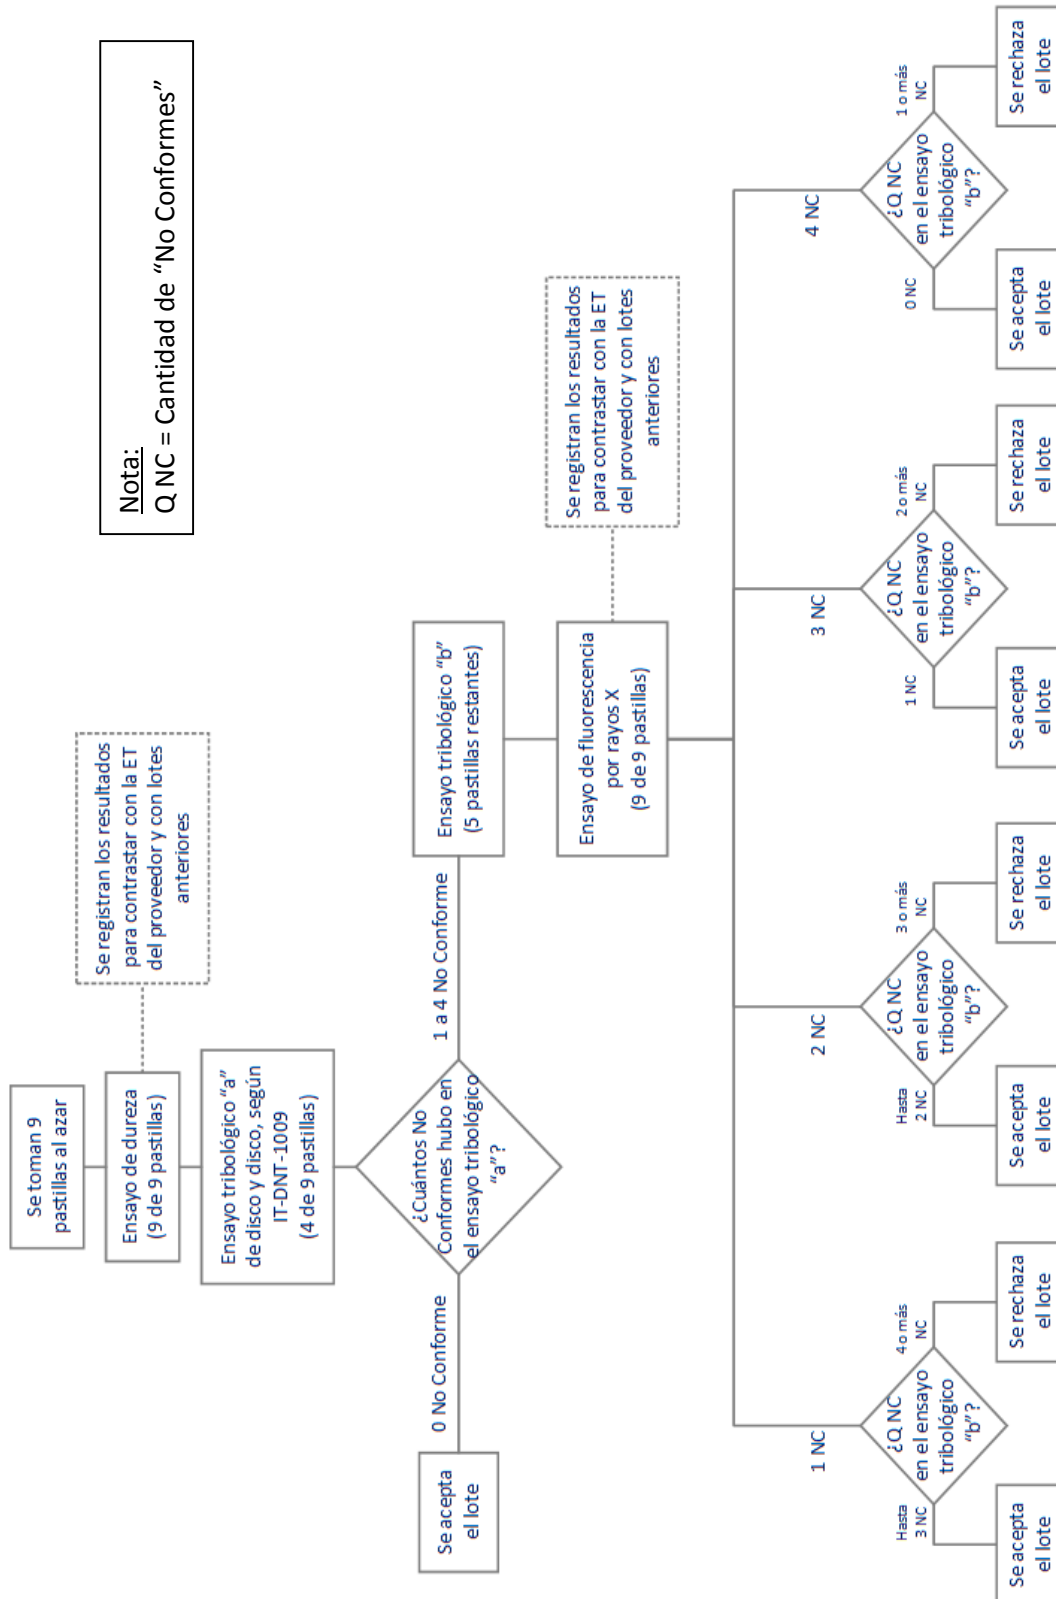 Nota:
Q NC = Cantidad de “No Conformes”
Se toman 9
pastillas al azar
Ensayo de dureza
(9 de 9 pastillas)
Se registran los resultados
para contrastar con la ET
del proveedor y con lotes
anteriores
Ensayo tribológico “a”
de disco y disco, según
IT-DNT-1009
(4 de 9 pastillas)
¿Cuántos No
Conformes hubo en
el ensayo tribológico
“a”?
0 No Conforme
1 a 4 No Conforme
Se acepta
el lote
Ensayo tribológico “b”
(5 pastillas restantes)
Ensayo de fluorescencia
por rayos X
(9 de 9 pastillas)
Se registran los resultados
para contrastar con la ET
del proveedor y con lotes
anteriores
1 NC
2 NC
3 NC
4 NC
¿Q NC
en el ensayo
tribológico
“b”?
Hasta
3 NC
4 o más
NC
Se acepta
el lote
Se rechaza
el lote
¿Q NC
en el ensayo
tribológico
“b”?
Hasta
2 NC
3 o más
NC
Se acepta
el lote
Se rechaza
el lote
¿Q NC
en el ensayo
tribológico
“b”?
1 NC
2 o más
NC
Se acepta
el lote
Se rechaza
el lote
¿Q NC
en el ensayo
tribológico
“b”?
0 NC
1 o más
NC
Se acepta
el lote
Se rechaza
el lote